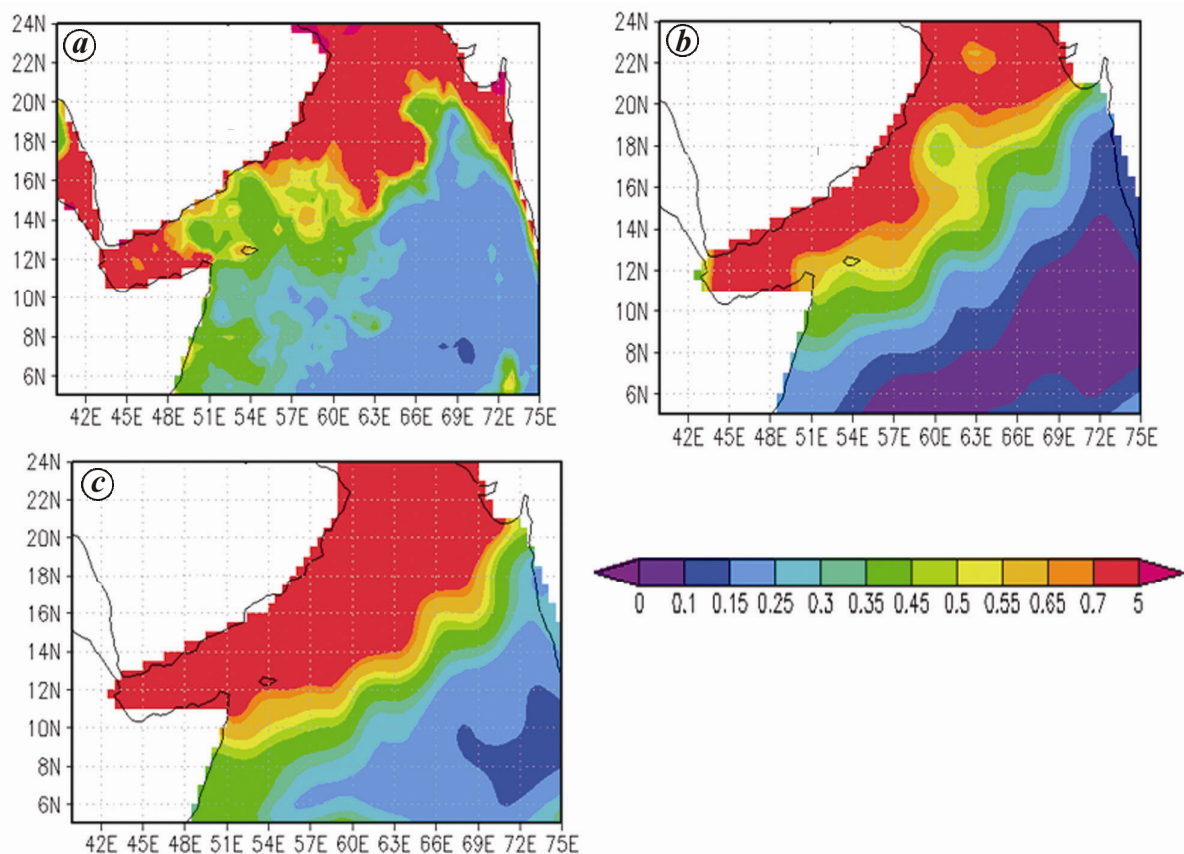 a
24N
22N
20N
18N
16N
14N
12N
10N
8N
6N
42E 45E 48E 51E 54E 57E 60E 63E 66E 69E 72E 75E
b
24N
22N
20N
18N
16N
14N
12N
10N
8N
6N
42E 45E 48E 51E 54E 57E 60E 63E 66E 69E 72E 75E
c
24N
22N
20N
18N
16N
14N
12N
10N
8N
6N
42E 45E 48E 51E 54E 57E 60E 63E 66E 69E 72E 75E
0 0.1 0.15 0.25 0.3 0.35 0.45 0.5 0.55 0.65 0.7 5